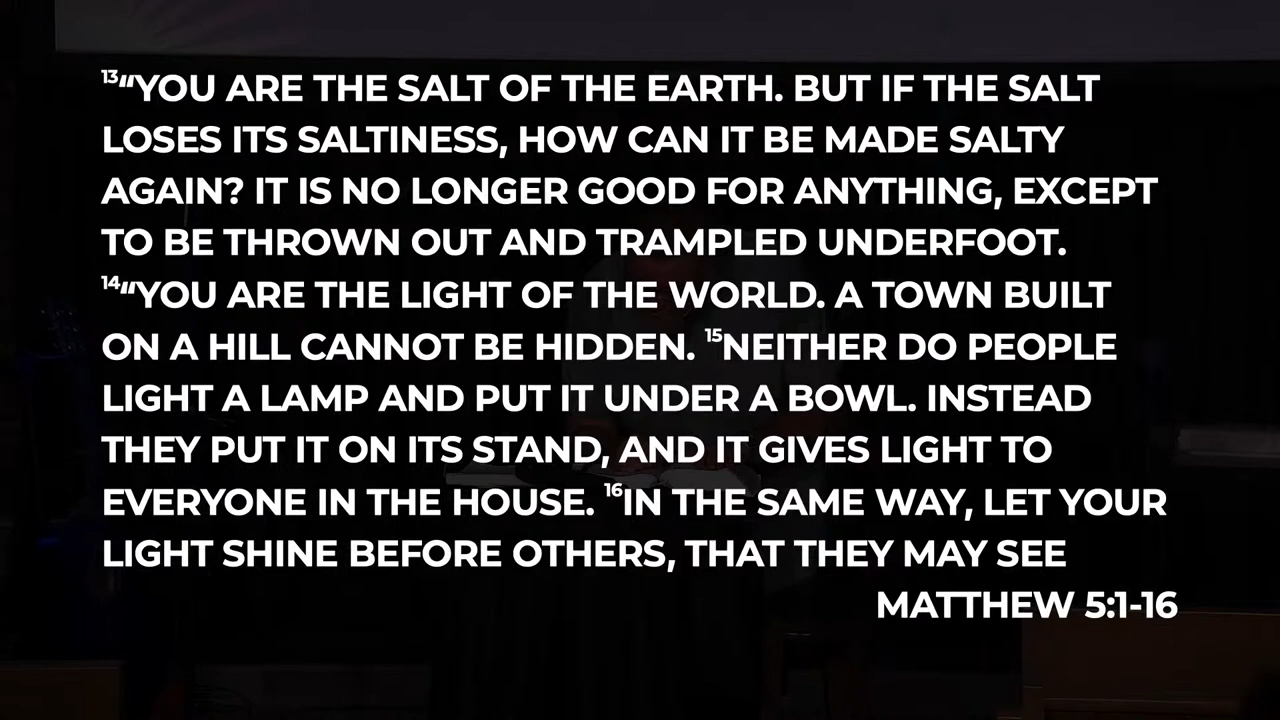 ¹³“YOU ARE THE SALT OF THE EARTH. BUT IF THE SALT
LOSES ITS SALTINESS, HOW CAN IT BE MADE SALTY
AGAIN? IT IS NO LONGER GOOD FOR ANYTHING, EXCEPT
TO BE THROWN OUT AND TRAMPLED UNDERFOOT.
¹⁴“YOU ARE THE LIGHT OF THE WORLD. A TOWN BUILT
ON A HILL CANNOT BE HIDDEN. ¹⁵NEITHER DO PEOPLE
LIGHT A LAMP AND PUT IT UNDER A BOWL. INSTEAD
THEY PUT IT ON ITS STAND, AND IT GIVES LIGHT TO
EVERYONE IN THE HOUSE. ¹⁶IN THE SAME WAY, LET YOUR
LIGHT SHINE BEFORE OTHERS, THAT THEY MAY SEE
MATTHEW 5:1-16